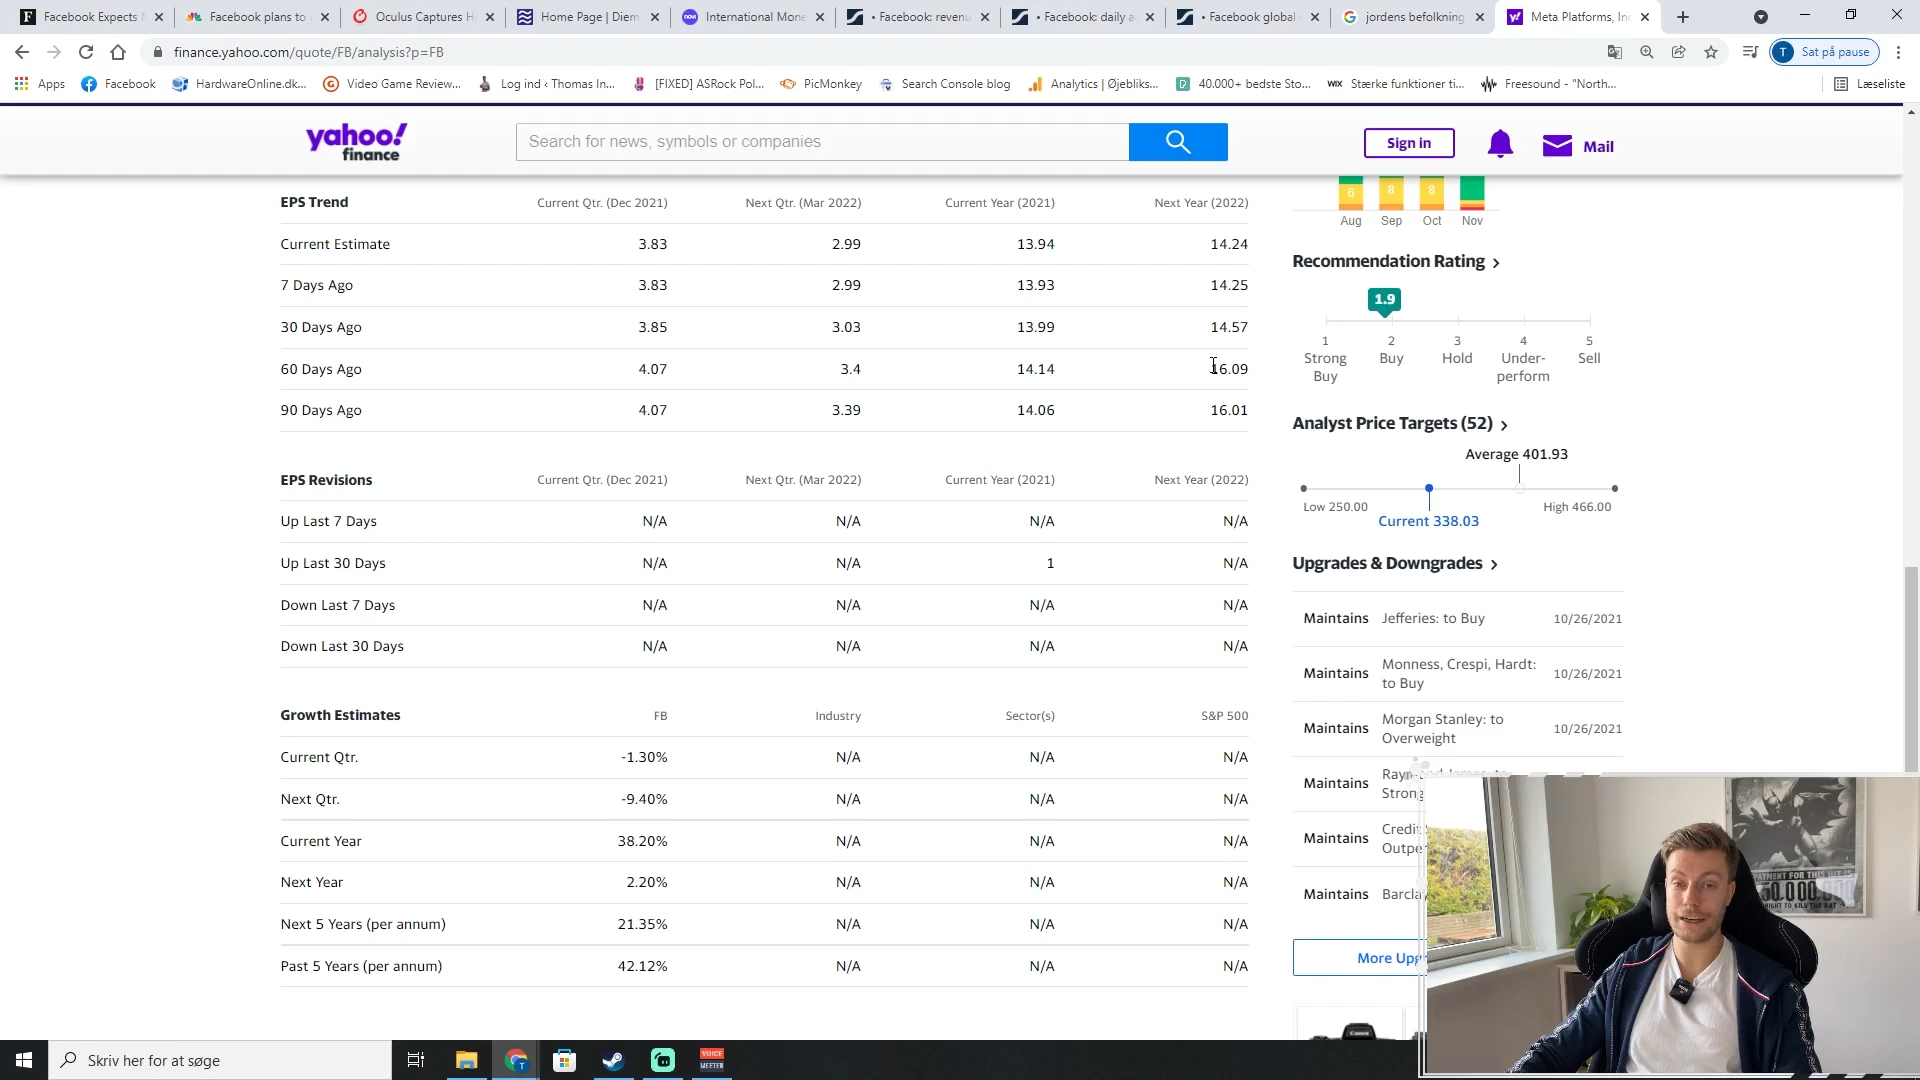 Facebook Expects M
Facebook plans to
Oculus Captures H
Home Page | Diem
International Mone
• Facebook: revenu
• Facebook: daily a
• Facebook global
jordens befolkning
Meta Platforms, Inc
finance.yahoo.com/quote/FB/analysis?p=FB
T
Sat på pause
Apps
Facebook
HardwareOnline.dk...
Video Game Review...
Log ind ‹ Thomas In...
[FIXED] ASRock Pol...
PicMonkey
Search Console blog
Analytics | Øjebliks...
40.000+ bedste Sto...
WIX Stærke funktioner ti...
Freesound - "North...
Læseliste
yahoo!
finance
Search for news, symbols or companies
Sign in
Mail
EPS Trend Current Qtr. (Dec 2021) Next Qtr. (Mar 2022) Current Year (2021) Next Year (2022)
Current Estimate 3.83 2.99 13.94 14.24
7 Days Ago 3.83 2.99 13.93 14.25
30 Days Ago 3.85 3.03 13.99 14.57
60 Days Ago 4.07 3.4 14.14 16.09
90 Days Ago 4.07 3.39 14.06 16.01
EPS Revisions Current Qtr. (Dec 2021) Next Qtr. (Mar 2022) Current Year (2021) Next Year (2022)
Up Last 7 Days N/A N/A N/A N/A
Up Last 30 Days N/A N/A 1 N/A
Down Last 7 Days N/A N/A N/A N/A
Down Last 30 Days N/A N/A N/A N/A
Growth Estimates FB Industry Sector(s) S&P 500
Current Qtr. -1.30% N/A N/A N/A
Next Qtr. -9.40% N/A N/A N/A
Current Year 38.20% N/A N/A N/A
Next Year 2.20% N/A N/A N/A
Next 5 Years (per annum) 21.35% N/A N/A N/A
Past 5 Years (per annum) 42.12% N/A N/A N/A
6 8 8
Aug Sep Oct Nov
Recommendation Rating
1.9
1 2 3 4 5
Strong Buy Hold Under- Sell
Buy perform
Analyst Price Targets (52)
Average 401.93
Low 250.00 High 466.00
Current 338.03
Upgrades & Downgrades
Maintains Jefferies: to Buy 10/26/2021
Maintains Monness, Crespi, Hardt: to Buy 10/26/2021
Maintains Morgan Stanley: to Overweight 10/26/2021
Maintains
Strong
Maintains Credit
Outpe
Maintains Barcla
More Upg
PAYMENT FOR THIS
Skriv her for at søge
VOICE
MEETER